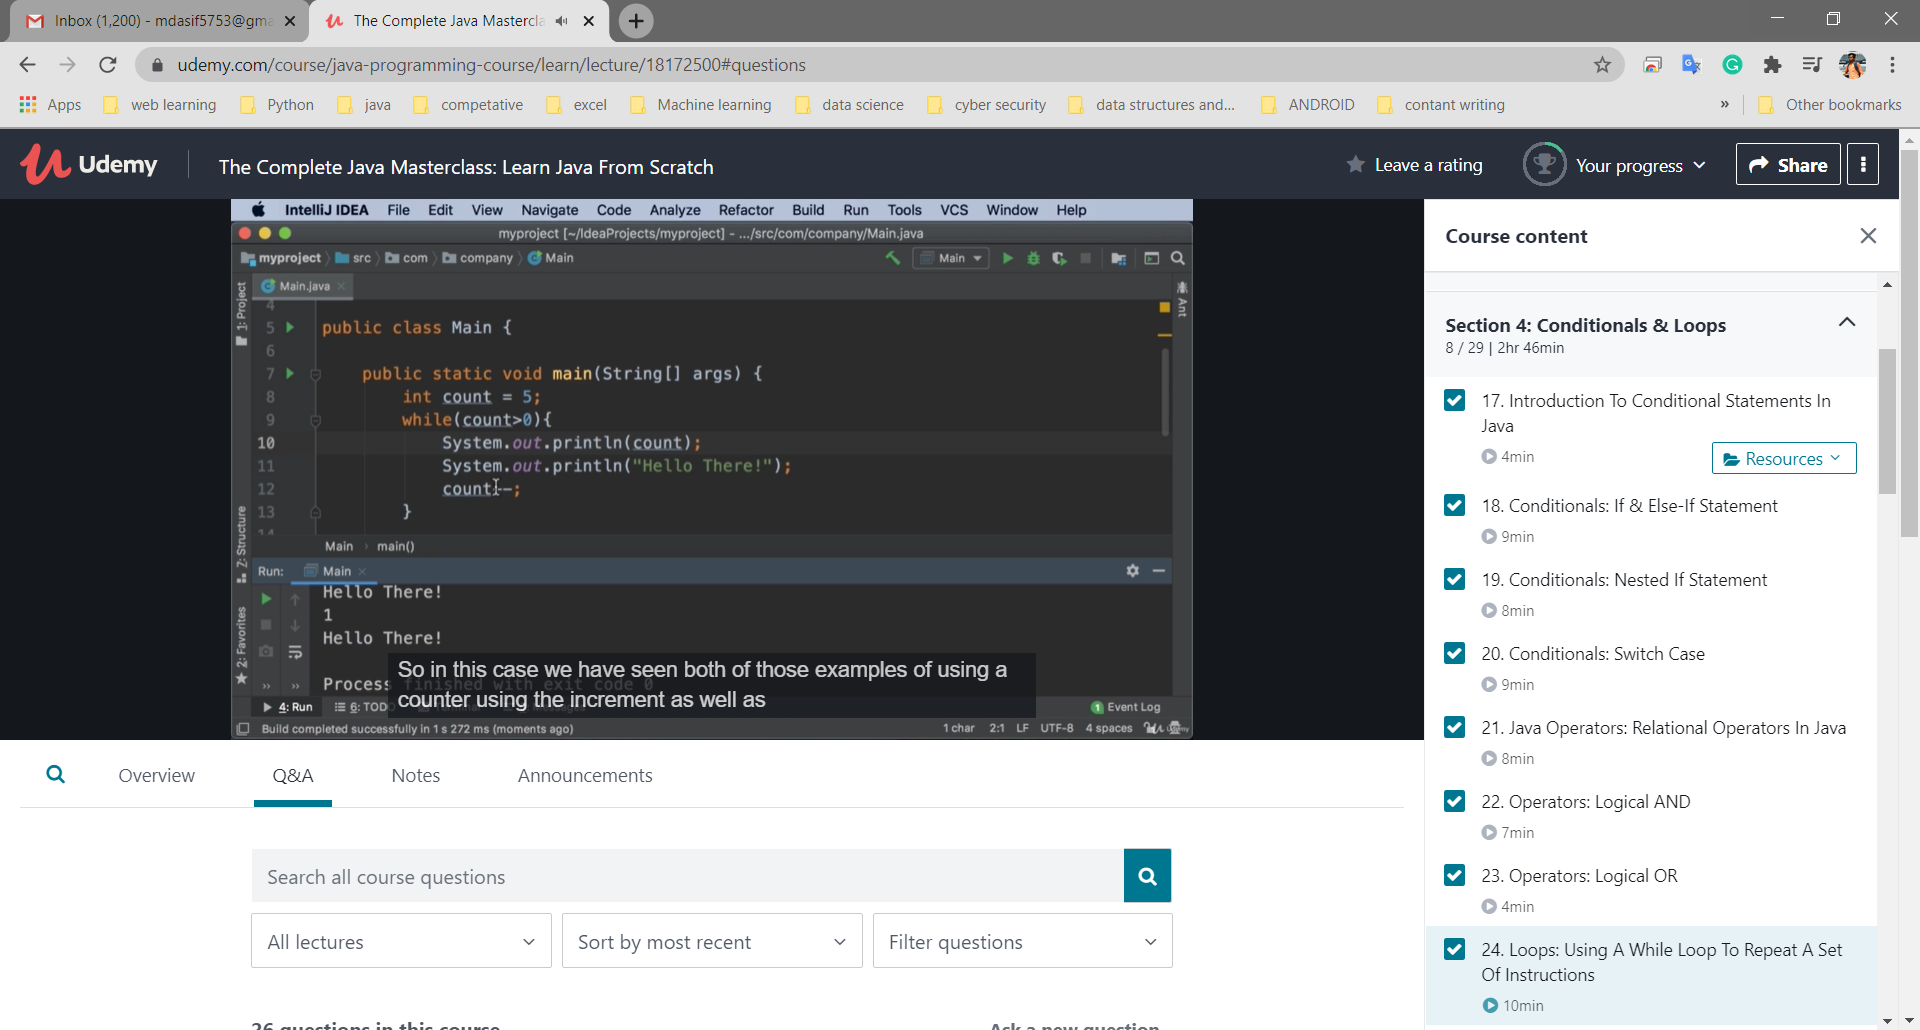 Inbox (1,200) - mdasif5753@gma
The Complete Java Mastercla
udemy.com/course/java-programming-course/learn/lecture/18172500#questions
Apps web learning Python java competative excel Machine learning data science cyber security data structures and... ANDROID contant writing » Other bookmarks
Udemy
The Complete Java Masterclass: Learn Java From Scratch
Leave a rating
Your progress
Share
IntelliJ IDEA File Edit View Navigate Code Analyze Refactor Build Run Tools VCS Window Help
myproject [~/IdeaProjects/myproject] - .../src/com/company/Main.java
myproject src com company Main
Main
1: Project
Main.java
Ant
4
5 public class Main {
6
7 public static void main(String[] args) {
8 int count = 5;
9 while(count>0){
10 System.out.println(count);
11 System.out.println("Hello There!");
12 count--;
13 }
14
Main main()
Z: Structure
2: Favorites
Run: Main
Hello There!
1
Hello There!
Process finished with exit code 0
So in this case we have seen both of those examples of using a
counter using the increment as well as
4: Run 6: TODO
1 Event Log
Build completed successfully in 1 s 272 ms (moments ago)
1 char 2:1 LF UTF-8 4 spaces
Overview Q&A Notes Announcements
Search all course questions
All lectures
Sort by most recent
Filter questions
26 questions in this course
Ask a new question
Course content
Section 4: Conditionals & Loops
8 / 29 | 2hr 46min
17. Introduction To Conditional Statements In
Java
4min
Resources
18. Conditionals: If & Else-If Statement
9min
19. Conditionals: Nested If Statement
8min
20. Conditionals: Switch Case
9min
21. Java Operators: Relational Operators In Java
8min
22. Operators: Logical AND
7min
23. Operators: Logical OR
4min
24. Loops: Using A While Loop To Repeat A Set
Of Instructions
10min